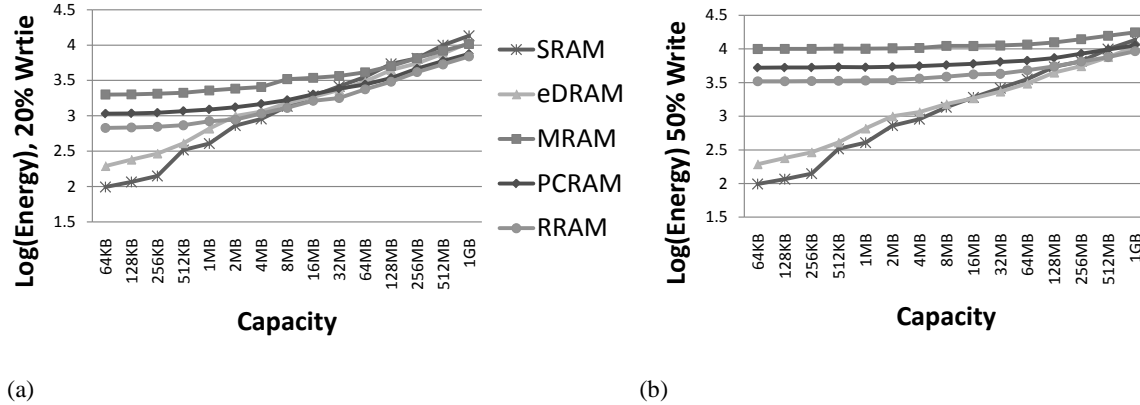 Log(Energy), 20% Wrtie
4.5
4
3.5
3
2.5
2
1.5
64KB
128KB
256KB
512KB
1MB
2MB
4MB
8MB
16MB
32MB
64MB
128MB
256MB
512MB
1GB
Capacity
SRAM
eDRAM
MRAM
PCRAM
RRAM
Log(Energy) 50% Write
4.5
4
3.5
3
2.5
2
1.5
64KB
128KB
256KB
512KB
1MB
2MB
4MB
8MB
16MB
32MB
64MB
128MB
256MB
512MB
1GB
Capacity
(a)
(b)